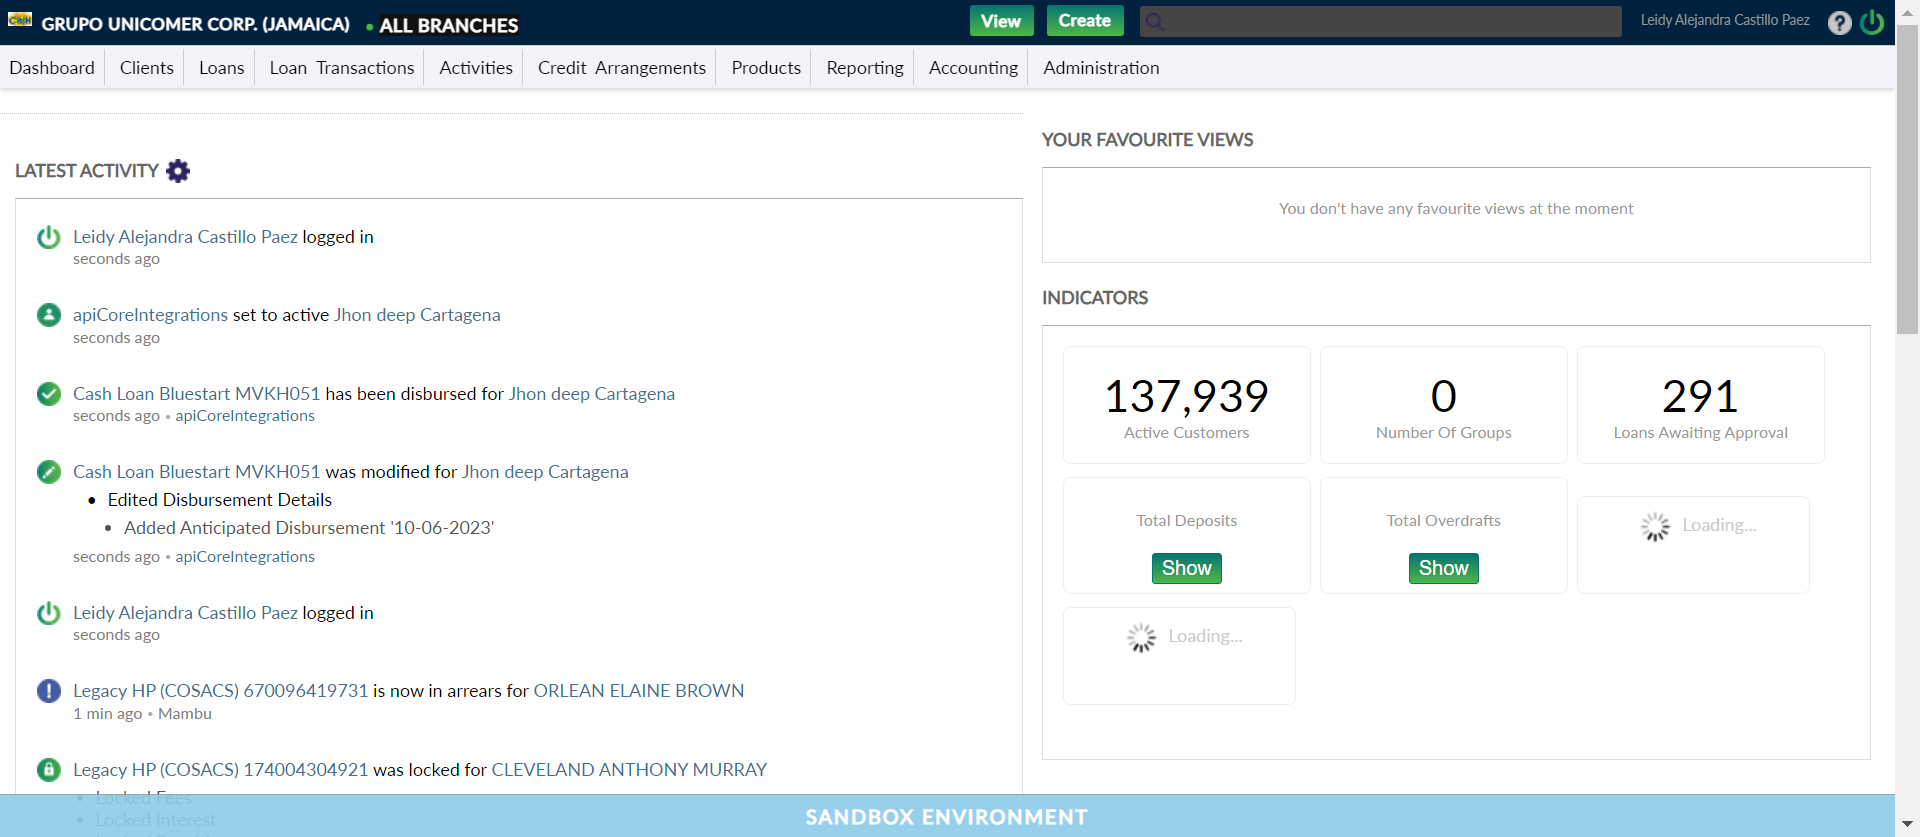 GRUPO UNICOMER CORP. (JAMAICA) • ALL BRANCHES
View
Create
Leidy Alejandra Castillo Paez
?
Dashboard
Clients
Loans
Loan Transactions
Activities
Credit Arrangements
Products
Reporting
Accounting
Administration
LATEST ACTIVITY
Leidy Alejandra Castillo Paez logged in
seconds ago
apiCoreIntegrations set to active Jhon deep Cartagena
seconds ago
Cash Loan Bluestart MVKH051 has been disbursed for Jhon deep Cartagena
seconds ago • apiCoreIntegrations
Cash Loan Bluestart MVKH051 was modified for Jhon deep Cartagena
• Edited Disbursement Details
• Added Anticipated Disbursement '10-06-2023'
seconds ago • apiCoreIntegrations
Leidy Alejandra Castillo Paez logged in
seconds ago
Legacy HP (COSACS) 670096419731 is now in arrears for ORLEAN ELAINE BROWN
1 min ago • Mambu
Legacy HP (COSACS) 174004304921 was locked for CLEVELAND ANTHONY MURRAY
• Locked Fees
• Locked Interest
YOUR FAVOURITE VIEWS
You don't have any favourite views at the moment
INDICATORS
137,939
Active Customers
0
Number Of Groups
291
Loans Awaiting Approval
Total Deposits
Show
Total Overdrafts
Show
Loading...
Loading...
SANDBOX ENVIRONMENT